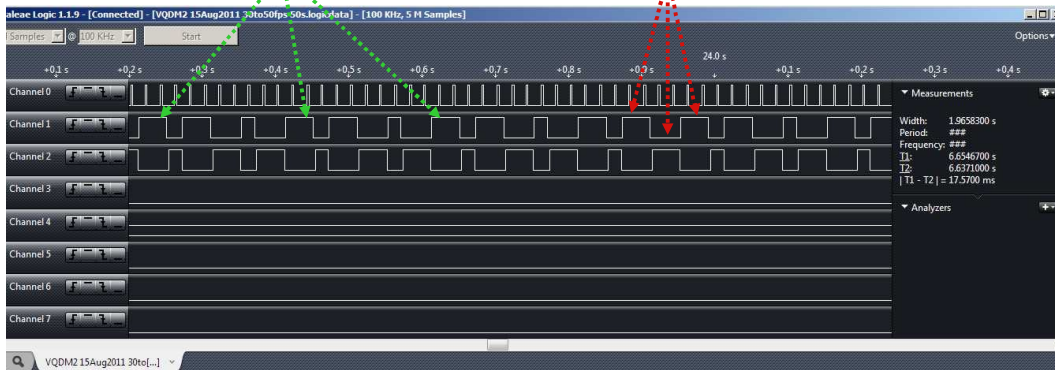 aleae Logic 1.1.9 - [Connected] - [VQDM2 15Aug2011 30to50fps 50s.logicdata] - [100 KHz, 5 M Samples]
Samples @ 100 KHz Start Options
24.0 s
+0,1 s +0,2 s +0,3 s +0,4 s +0,5 s +0,6 s +0,7 s +0,8 s +0,9 s +0,1 s +0,2 s +0,3 s +0,4 s
Channel 0
Channel 1
Channel 2
Channel 3
Channel 4
Channel 5
Channel 6
Channel 7
Measurements
Width: 1.9658300 s
Period: ###
Frequency: ###
T1: 6.6546700 s
T2: 6.6371000 s
| T1 - T2 | = 17.5700 ms
Analyzers
VQDM2 15Aug2011 30to[...]